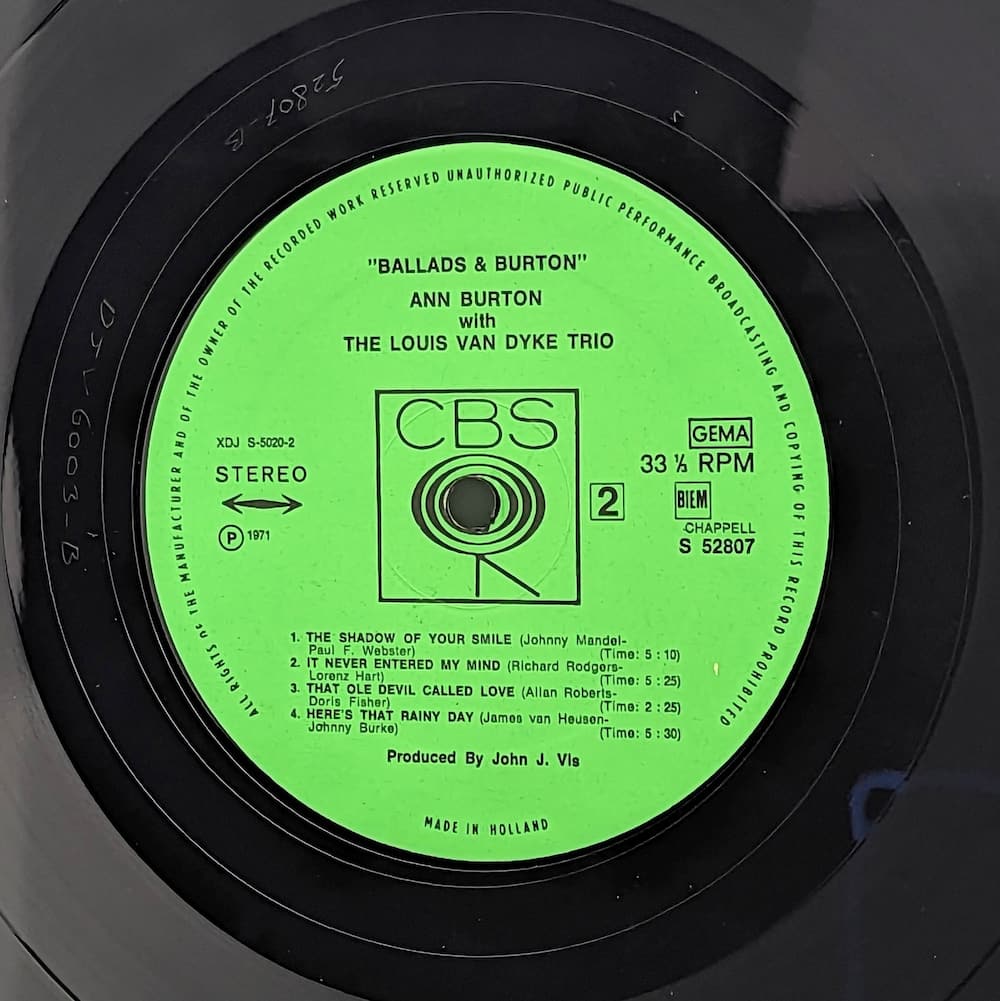 52807-B
DJL6003-B
ALL RIGHTS OF THE MANUFACTURER AND OF THE OWNER OF THE RECORDED WORK RESERVED UNAUTHORIZED PUBLIC PERFORMANCE BROADCASTING AND COPYING OF THIS RECORD PROHIBITED
"BALLADS & BURTON"
ANN BURTON
with
THE LOUIS VAN DYKE TRIO
CBS
XDJ S-5020-2
STEREO
P 1971
GEMA
33 ⅓ RPM
2
BIEM
CHAPPELL
S 52807
1. THE SHADOW OF YOUR SMILE (Johnny Mandel-
Paul F. Webster) (Time: 5 : 10)
2. IT NEVER ENTERED MY MIND (Richard Rodgers-
Lorenz Hart) (Time: 5 : 25)
3. THAT OLE DEVIL CALLED LOVE (Allan Roberts-
Doris Fisher) (Time: 2 : 25)
4. HERE'S THAT RAINY DAY (James van Heusen-
Johnny Burke) (Time: 5 : 30)
Produced By John J. Vis
MADE IN HOLLAND